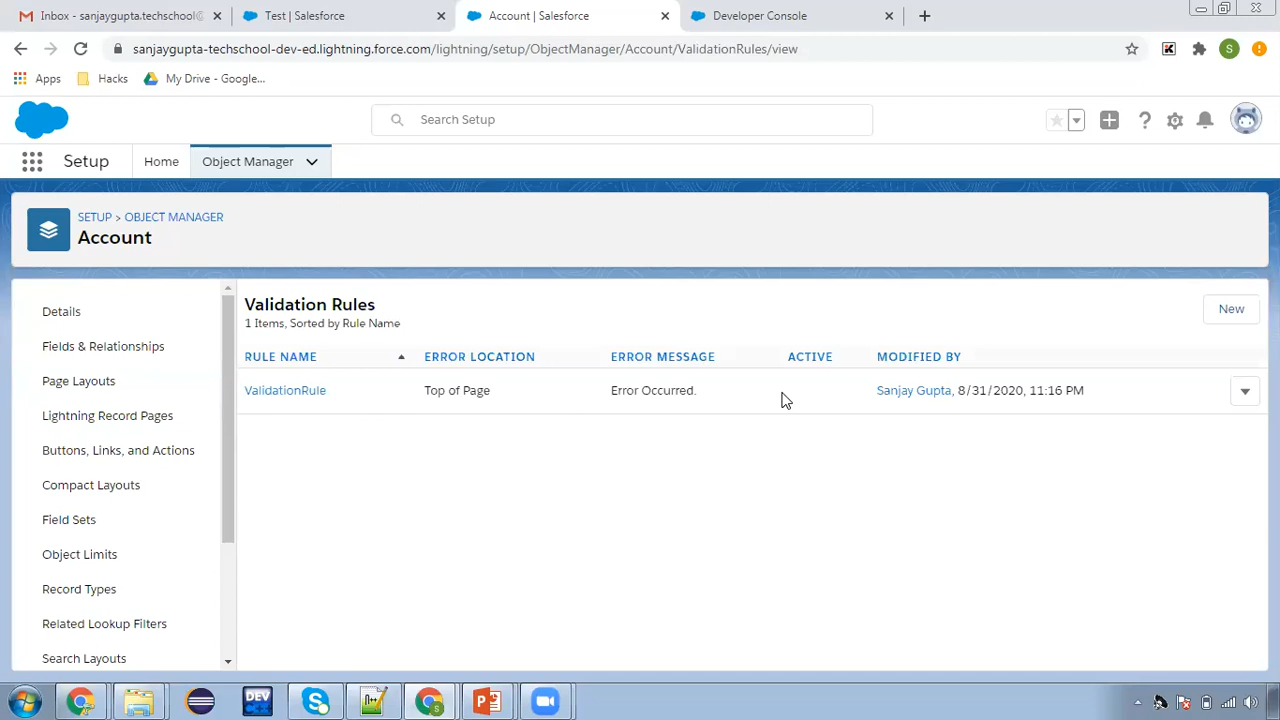 Inbox - sanjaygupta.techschool@
Test | Salesforce
Account | Salesforce
Developer Console
sanjaygupta-techschool-dev-ed.lightning.force.com/lightning/setup/ObjectManager/Account/ValidationRules/view
S
Apps
Hacks
My Drive - Google...
Search Setup
Setup
Home
Object Manager
SETUP > OBJECT MANAGER
Account
Details
Fields & Relationships
Page Layouts
Lightning Record Pages
Buttons, Links, and Actions
Compact Layouts
Field Sets
Object Limits
Record Types
Related Lookup Filters
Search Layouts
Validation Rules
1 Items, Sorted by Rule Name
New
RULE NAME ERROR LOCATION ERROR MESSAGE ACTIVE MODIFIED BY
ValidationRule Top of Page Error Occurred. Sanjay Gupta, 8/31/2020, 11:16 PM
DEV